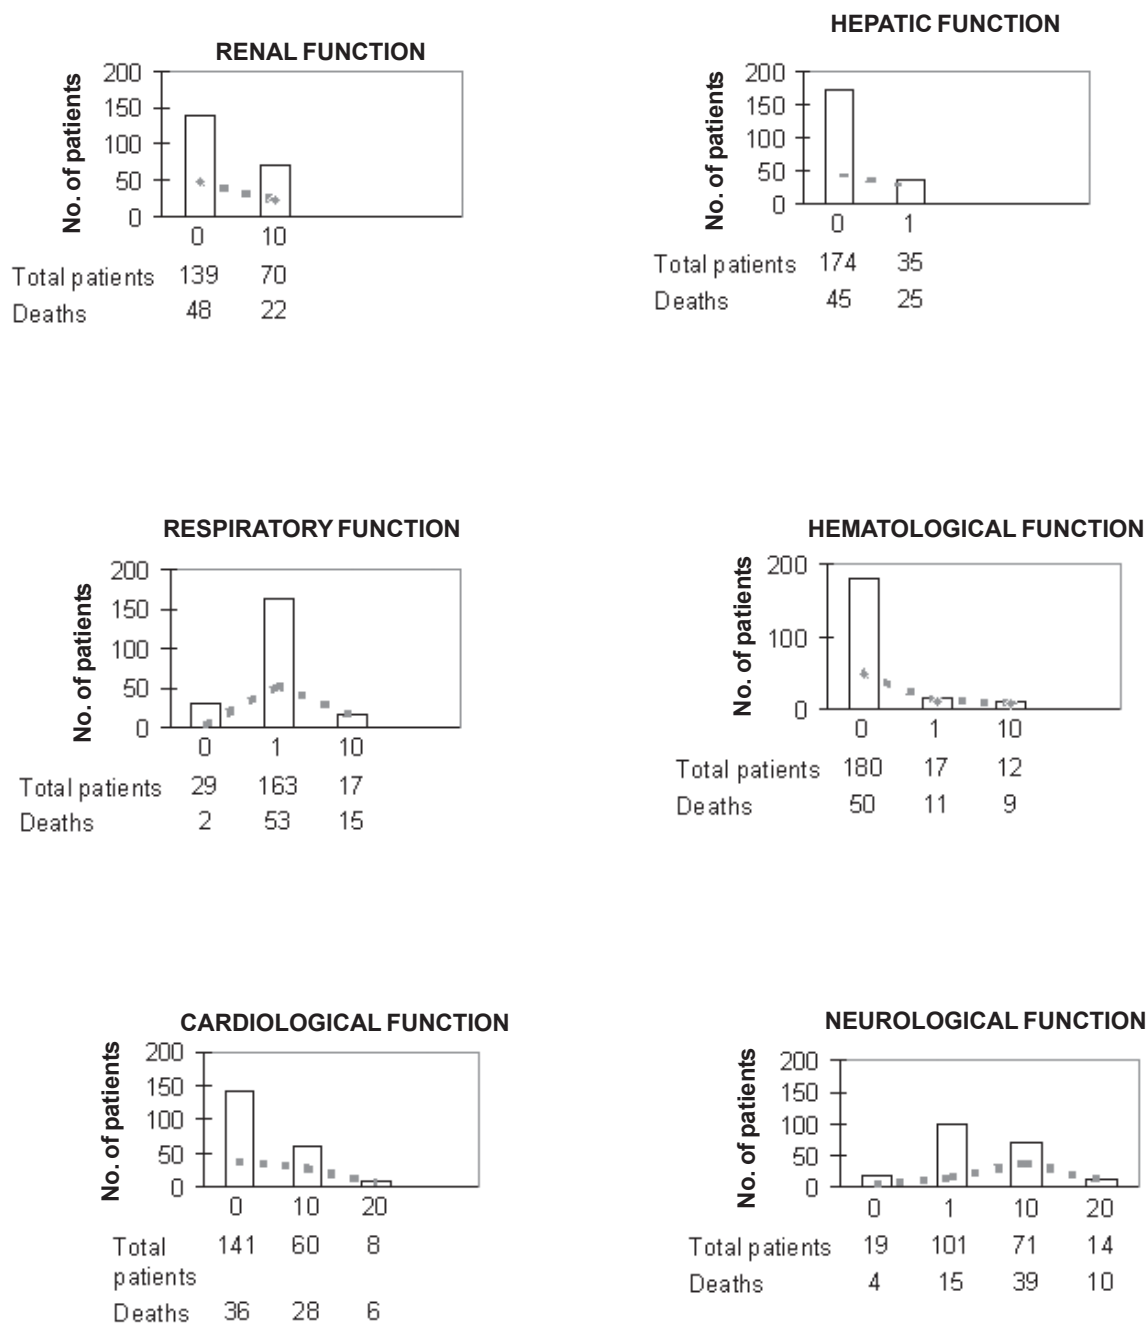 RENAL FUNCTION
No. of patients
200
150
100
50
0
0 10
Total patients 139 70
Deaths 48 22
HEPATIC FUNCTION
No. of patients
200
150
100
50
0
0 1
Total patients 174 35
Deaths 45 25
RESPIRATORY FUNCTION
No. of patients
200
150
100
50
0
0 1 10
Total patients 29 163 17
Deaths 2 53 15
HEMATOLOGICAL FUNCTION
No. of patients
200
100
0
0 1 10
Total patients 180 17 12
Deaths 50 11 9
CARDIOLOGICAL FUNCTION
No. of patients
200
150
100
50
0
0 10 20
Total 141 60 8
patients
Deaths 36 28 6
NEUROLOGICAL FUNCTION
No. of patients
200
150
100
50
0
0 1 10 20
Total patients 19 101 71 14
Deaths 4 15 39 10